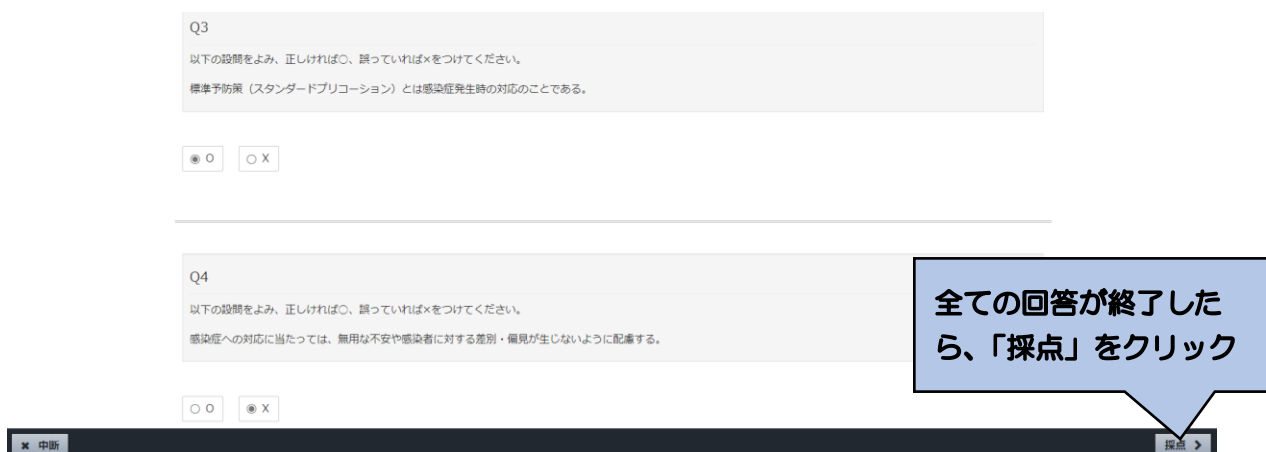 Q3
以下の設問をよみ、正しければ○、誤っていれば×をつけてください。
標準予防策（スタンダードプリコーション）とは感染症発生時の対応のことである。
O X
Q4
以下の設問をよみ、正しければ○、誤っていれば×をつけてください。
感染症への対応に当たっては、無用な不安や感染者に対する差別・偏見が生じないように配慮する。
全ての回答が終了した
ら、「採点」をクリック
O X
× 中断
採点 >